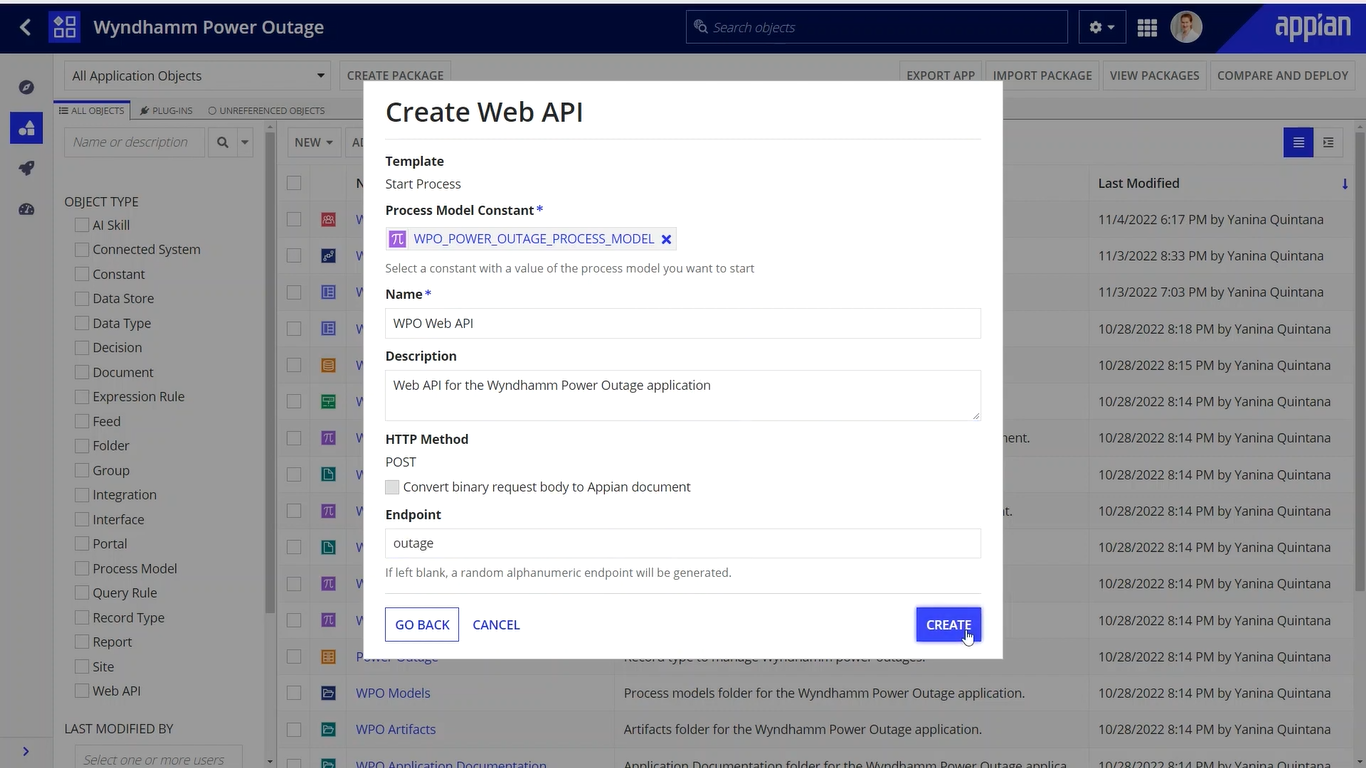 Wyndhamm Power Outage
Search objects
appian
All Application Objects
CREATE PACKAGE
EXPORT APP
IMPORT PACKAGE
VIEW PACKAGES
COMPARE AND DEPLOY
ALL OBJECTS
PLUG-INS
UNREFERENCED OBJECTS
Name or description
NEW
OBJECT TYPE
AI Skill
Connected System
Constant
Data Store
Data Type
Decision
Document
Expression Rule
Feed
Folder
Group
Integration
Interface
Portal
Process Model
Query Rule
Record Type
Report
Site
Web API
LAST MODIFIED BY
Select one or more users
Create Web API
Template
Start Process
Process Model Constant *
WPO_POWER_OUTAGE_PROCESS_MODEL
Select a constant with a value of the process model you want to start
Name *
WPO Web API
Description
Web API for the Wyndhamm Power Outage application
HTTP Method
POST
Convert binary request body to Appian document
Endpoint
outage
If left blank, a random alphanumeric endpoint will be generated.
GO BACK
CANCEL
CREATE
Last Modified
11/4/2022 6:17 PM by Yanina Quintana
11/3/2022 8:33 PM by Yanina Quintana
11/3/2022 7:03 PM by Yanina Quintana
10/28/2022 8:18 PM by Yanina Quintana
10/28/2022 8:15 PM by Yanina Quintana
10/28/2022 8:14 PM by Yanina Quintana
10/28/2022 8:14 PM by Yanina Quintana
10/28/2022 8:14 PM by Yanina Quintana
10/28/2022 8:14 PM by Yanina Quintana
10/28/2022 8:14 PM by Yanina Quintana
10/28/2022 8:14 PM by Yanina Quintana
10/28/2022 8:14 PM by Yanina Quintana
Power Outage Record type to manage Wyndhamm power outages. 10/28/2022 8:14 PM by Yanina Quintana
WPO Models Process models folder for the Wyndhamm Power Outage application. 10/28/2022 8:14 PM by Yanina Quintana
WPO Artifacts Artifacts folder for the Wyndhamm Power Outage application. 10/28/2022 8:14 PM by Yanina Quintana
WPO Application Documentation Application Documentation folder for the Wyndhamm Power Outage applica 10/28/2022 8:14 PM by Yanina Quintana